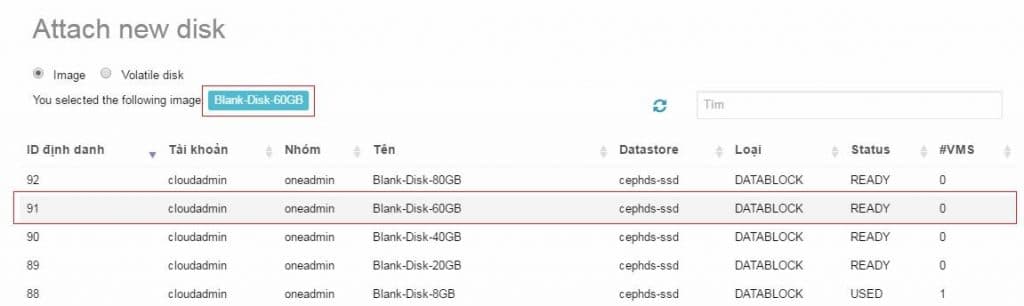 Attach new disk
Image Volatile disk
You selected the following image: Blank-Disk-60GB Tìm
ID định danh Tài khoản Nhóm Tên Datastore Loại Status #VMS
92 cloudadmin oneadmin Blank-Disk-80GB cephds-ssd DATABLOCK READY 0
91 cloudadmin oneadmin Blank-Disk-60GB cephds-ssd DATABLOCK READY 0
90 cloudadmin oneadmin Blank-Disk-40GB cephds-ssd DATABLOCK READY 0
89 cloudadmin oneadmin Blank-Disk-20GB cephds-ssd DATABLOCK READY 0
88 cloudadmin oneadmin Blank-Disk-8GB cephds-ssd DATABLOCK USED 1